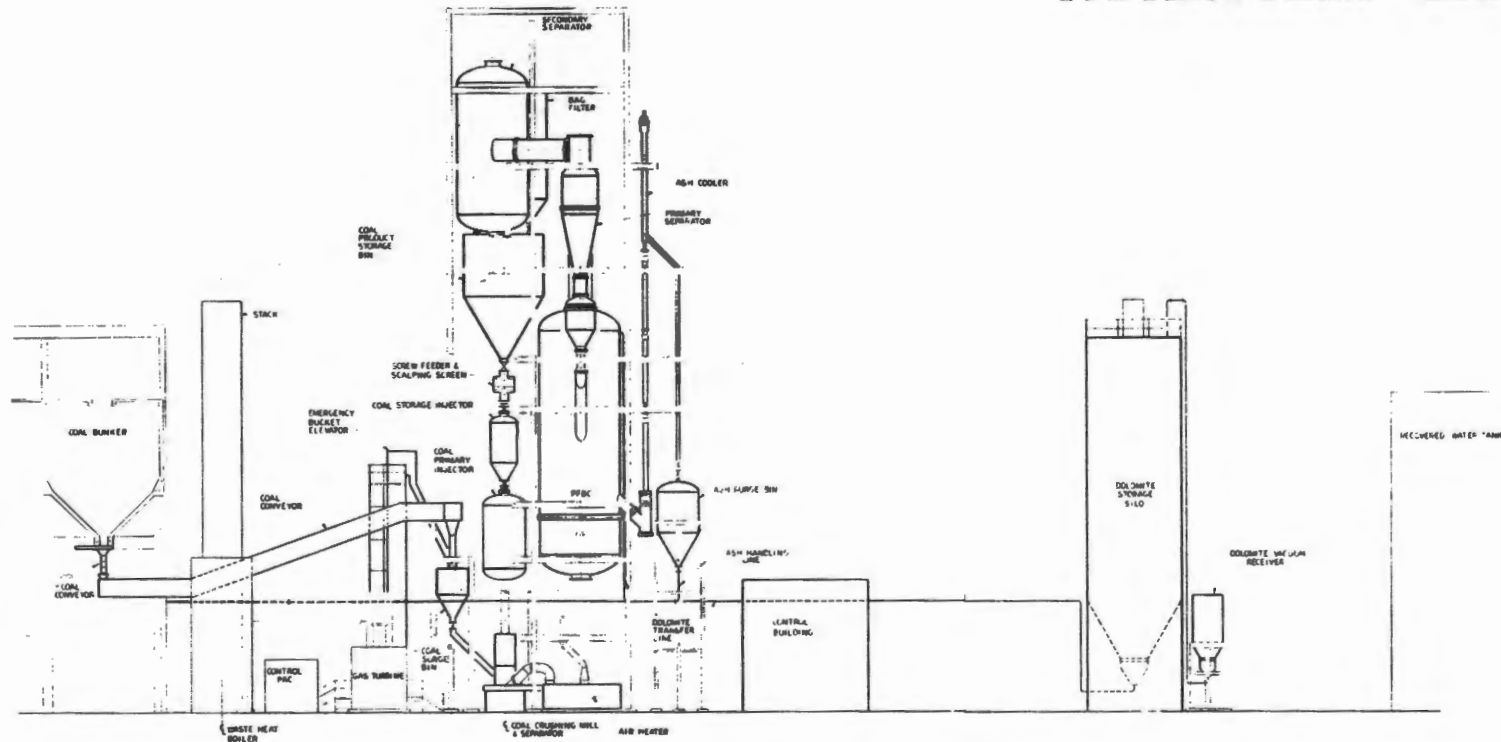 SECONDARY
SEPARATOR
BAG
FILTER
ASH COOLER
PRIMARY
SEPARATOR
COAL
PRODUCT
STORAGE
BIN
STACK
SCREW FEEDER &
SCALPING SCREEN
COAL STORAGE INJECTOR
EMERGENCY
BUCKET
ELEVATOR
COAL BUNKER
COAL
PRIMARY
INJECTOR
RECOVERED WATER TANK
COAL
CONVEYOR
PFBC
ASH SURGE BIN
DOLOMITE
STORAGE
SILO
ASH HANDLING
LINE
DOLOMITE VACUUM
RECEIVER
COAL
CONVEYOR
DOLOMITE
TRANSFER
LINE
CONTROL
BUILDING
COAL
SURGE
BIN
CONTROL
PAC
GAS TURBINE
WASTE HEAT
BOILER
COAL CRUSHING MILL
& SEPARATOR
AIR HEATER